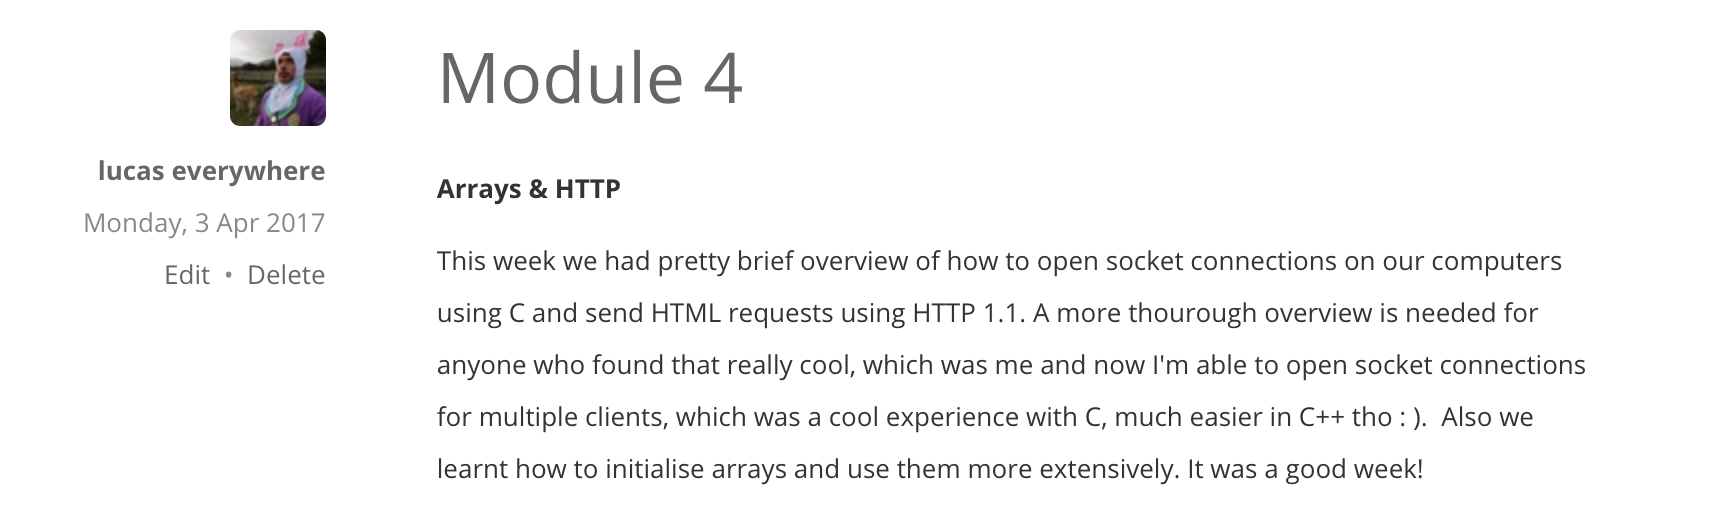 Module 4
lucas everywhere
Monday, 3 Apr 2017
Edit • Delete
Arrays & HTTP
This week we had pretty brief overview of how to open socket connections on our computers
using C and send HTML requests using HTTP 1.1. A more thourough overview is needed for
anyone who found that really cool, which was me and now I'm able to open socket connections
for multiple clients, which was a cool experience with C, much easier in C++ tho : ).  Also we
learnt how to initialise arrays and use them more extensively. It was a good week!